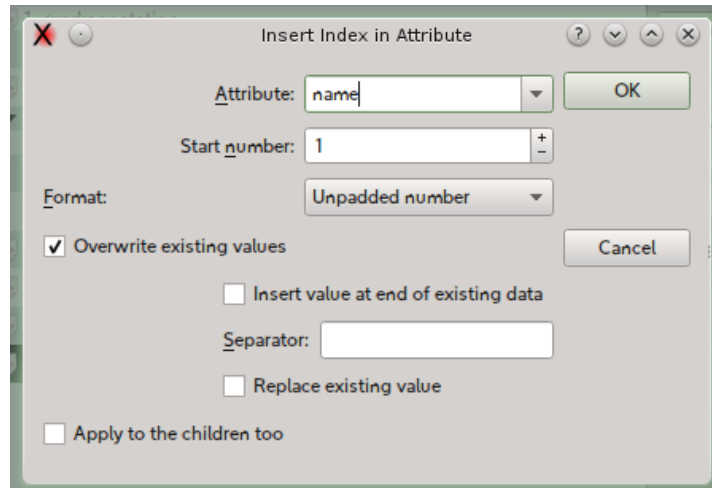 Insert Index in Attribute
Attribute: name OK
Start number: 1
Format: Unpadded number
Overwrite existing values Cancel
Insert value at end of existing data
Separator:
Replace existing value
Apply to the children too